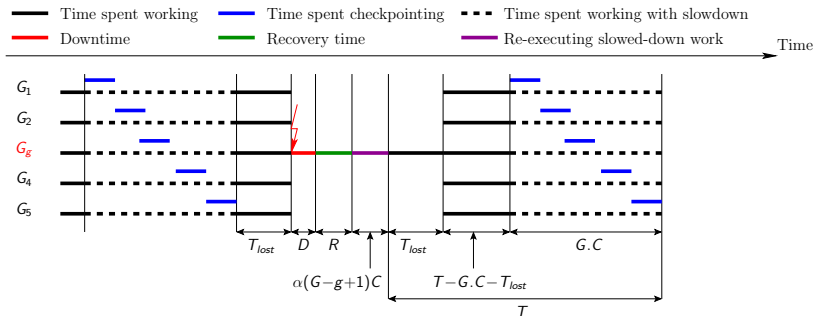 Time spent working
Time spent checkpointing
Time spent working with slowdown
Downtime
Recovery time
Re-executing slowed-down work
Time
G1
G2
Gg
G4
G5
Tlost
D
R
Tlost
G.C
α(G−g+1)C
T−G.C−Tlost
T